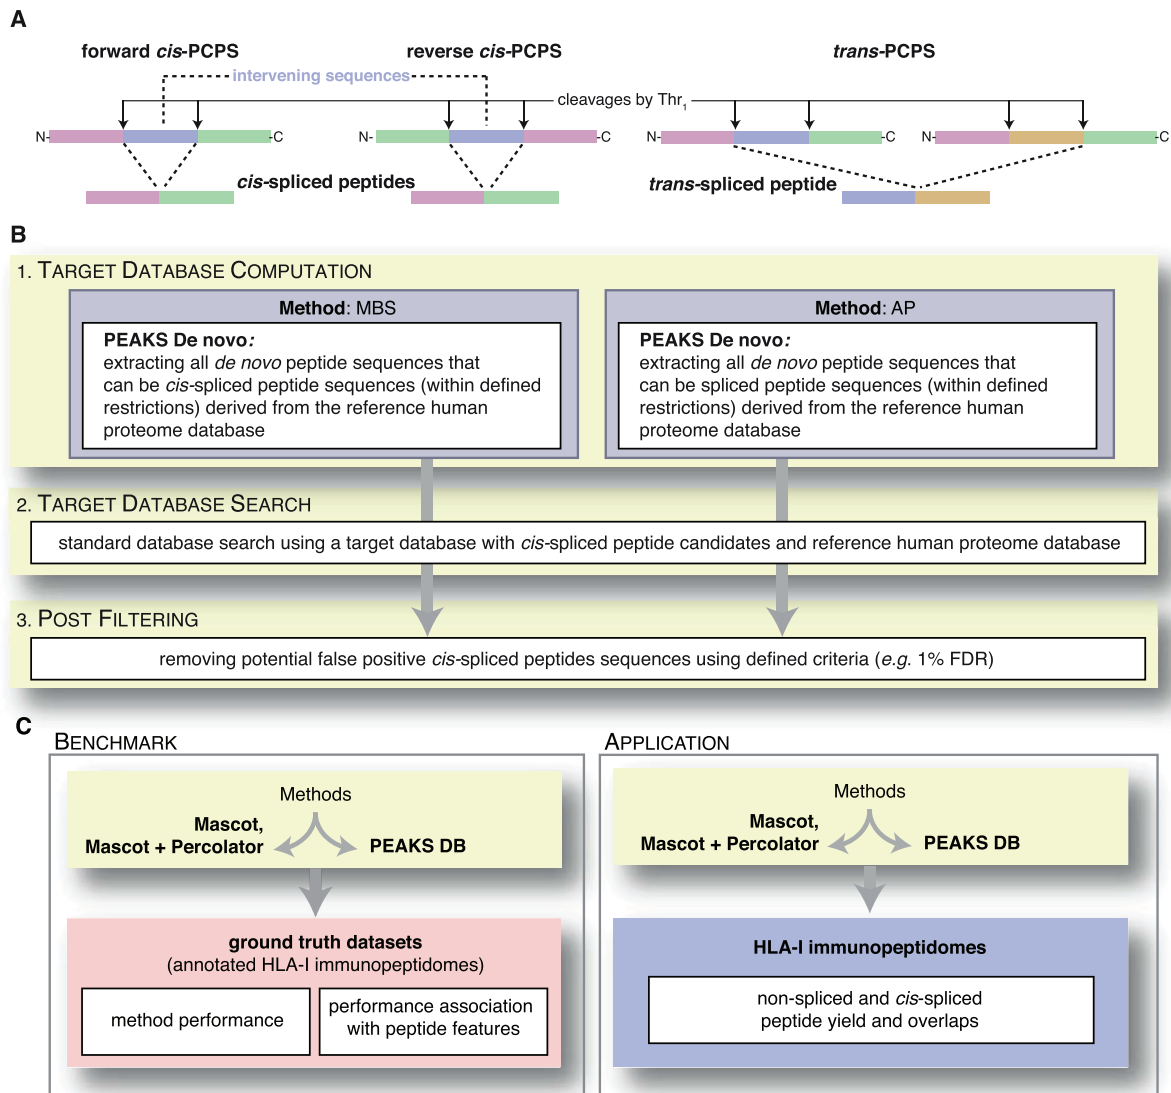 A
forward cis-PCPS
reverse cis-PCPS
trans-PCPS
intervening sequences
cleavages by Thr1
N- -C N- -C N- -C -C
cis-spliced peptides
trans-spliced peptide
B
1. TARGET DATABASE COMPUTATION
Method: MBS
PEAKS De novo:
extracting all de novo peptide sequences that
can be cis-spliced peptide sequences (within defined
restrictions) derived from the reference human
proteome database
Method: AP
PEAKS De novo:
extracting all de novo peptide sequences that
can be spliced peptide sequences (within defined
restrictions) derived from the reference human
proteome database
2. TARGET DATABASE SEARCH
standard database search using a target database with cis-spliced peptide candidates and reference human proteome database
3. POST FILTERING
removing potential false positive cis-spliced peptides sequences using defined criteria (e.g. 1% FDR)
C
BENCHMARK
Methods
Mascot,
Mascot + Percolator
PEAKS DB
ground truth datasets
(annotated HLA-I immunopeptidomes)
method performance
performance association
with peptide features
APPLICATION
Methods
Mascot,
Mascot + Percolator
PEAKS DB
HLA-I immunopeptidomes
non-spliced and cis-spliced
peptide yield and overlaps